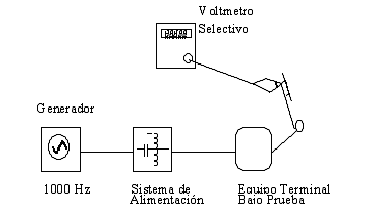 Voltmetro
Selectivo
Generador
1000 Hz
Sistema de
Alimentación
Equipo Terminal
Bajo Prueba